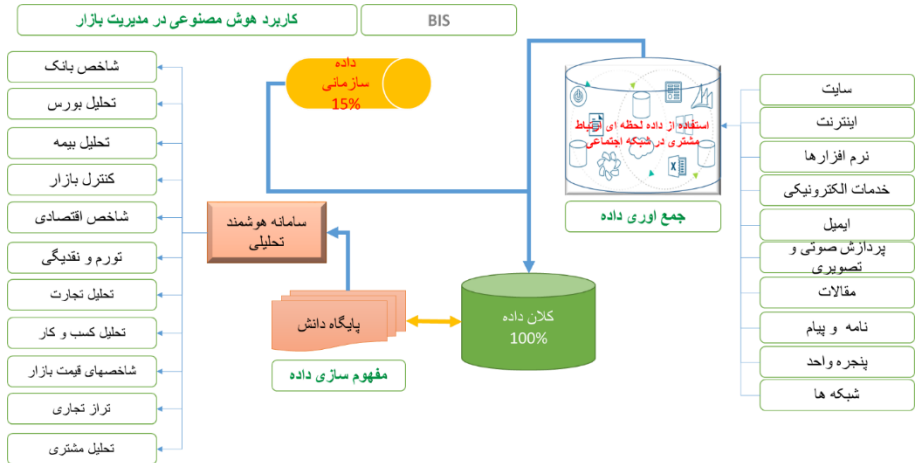 کاربرد هوش مصنوعی در مدیریت بازار
BIS
سایت
اینترنت
نرم افزارها
خدمات الکترونیکی
ایمیل
پردازش صوتی و
تصویری
مقالات
نامه و پیام
پنجره واحد
شبکه ها
استفاده از داده لحظه ای ارتباط
مشتری در شبکه اجتماعی
جمع اوری داده
داده
سازمانی
15%
کلان داده
100%
پایگاه دانش
مفهوم سازی داده
سامانه هوشمند
تحلیلی
شاخص بانک
تحلیل بورس
تحلیل بیمه
کنترل بازار
شاخص اقتصادی
تورم و نقدیگی
تحلیل تجارت
تحلیل کسب و کار
شاخصهای قیمت بازار
تراز تجاری
تحلیل مشتری